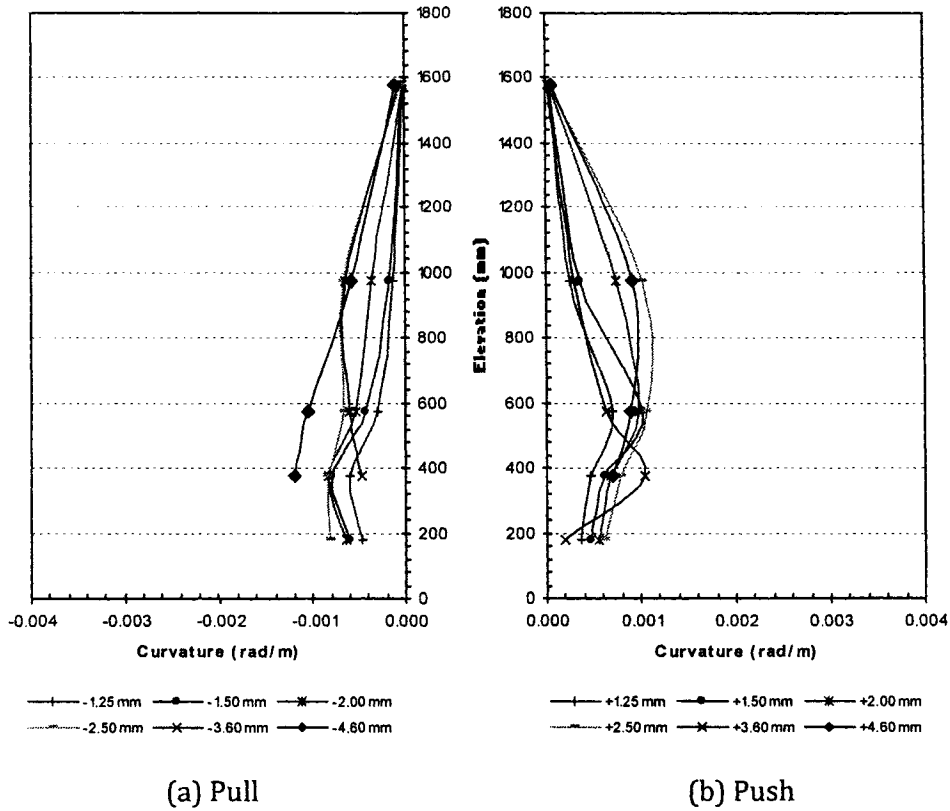 1800
1600
1400
1200
1000
800
600
400
200
0
-0.004 -0.003 -0.002 -0.001 0.000
Curvature (rad/m)
-1.25 mm -1.50 mm -2.00 mm
-2.50 mm -3.60 mm -4.60 mm
(a) Pull
Elevation (mm)
1800
1600
1400
1200
1000
800
600
400
200
0
0.000 0.001 0.002 0.003 0.004
Curvature (rad/m)
+1.25 mm +1.50 mm +2.00 mm
+2.50 mm +3.60 mm +4.60 mm
(b) Push